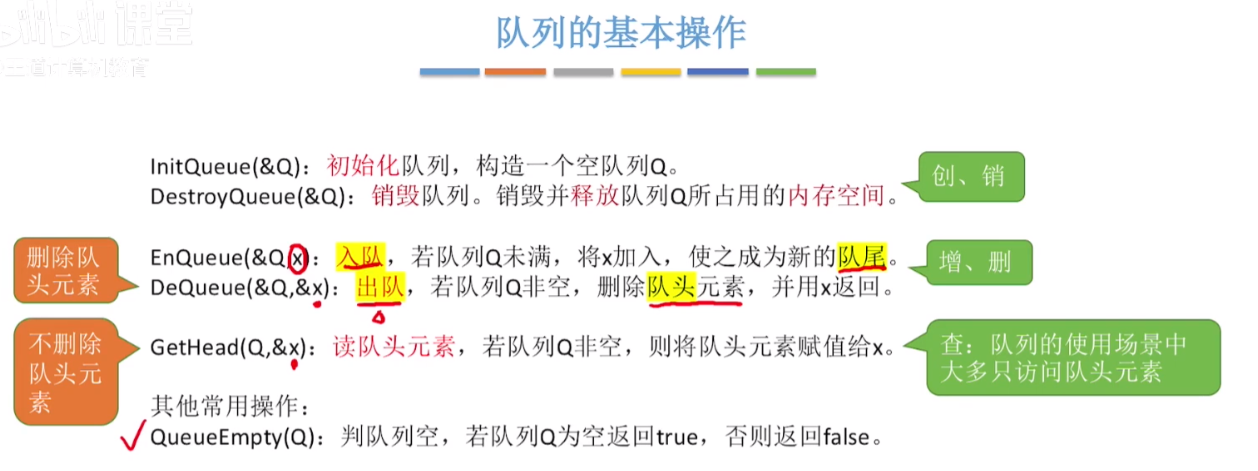 课堂
@王道计算机教育
队列的基本操作
InitQueue(&Q)：初始化队列，构造一个空队列Q。
DestroyQueue(&Q)：销毁队列。销毁并释放队列Q所占用的内存空间。
创、销
删除队
头元素
EnQueue(&Q,x)：入队，若队列Q未满，将x加入，使之成为新的队尾。
DeQueue(&Q,&x)：出队，若队列Q非空，删除队头元素，并用x返回。
增、删
不删除
队头元
素
GetHead(Q,&x)：读队头元素，若队列Q非空，则将队头元素赋值给x。
查：队列的使用场景中
大多只访问队头元素
其他常用操作：
QueueEmpty(Q)：判队列空，若队列Q为空返回true，否则返回false。